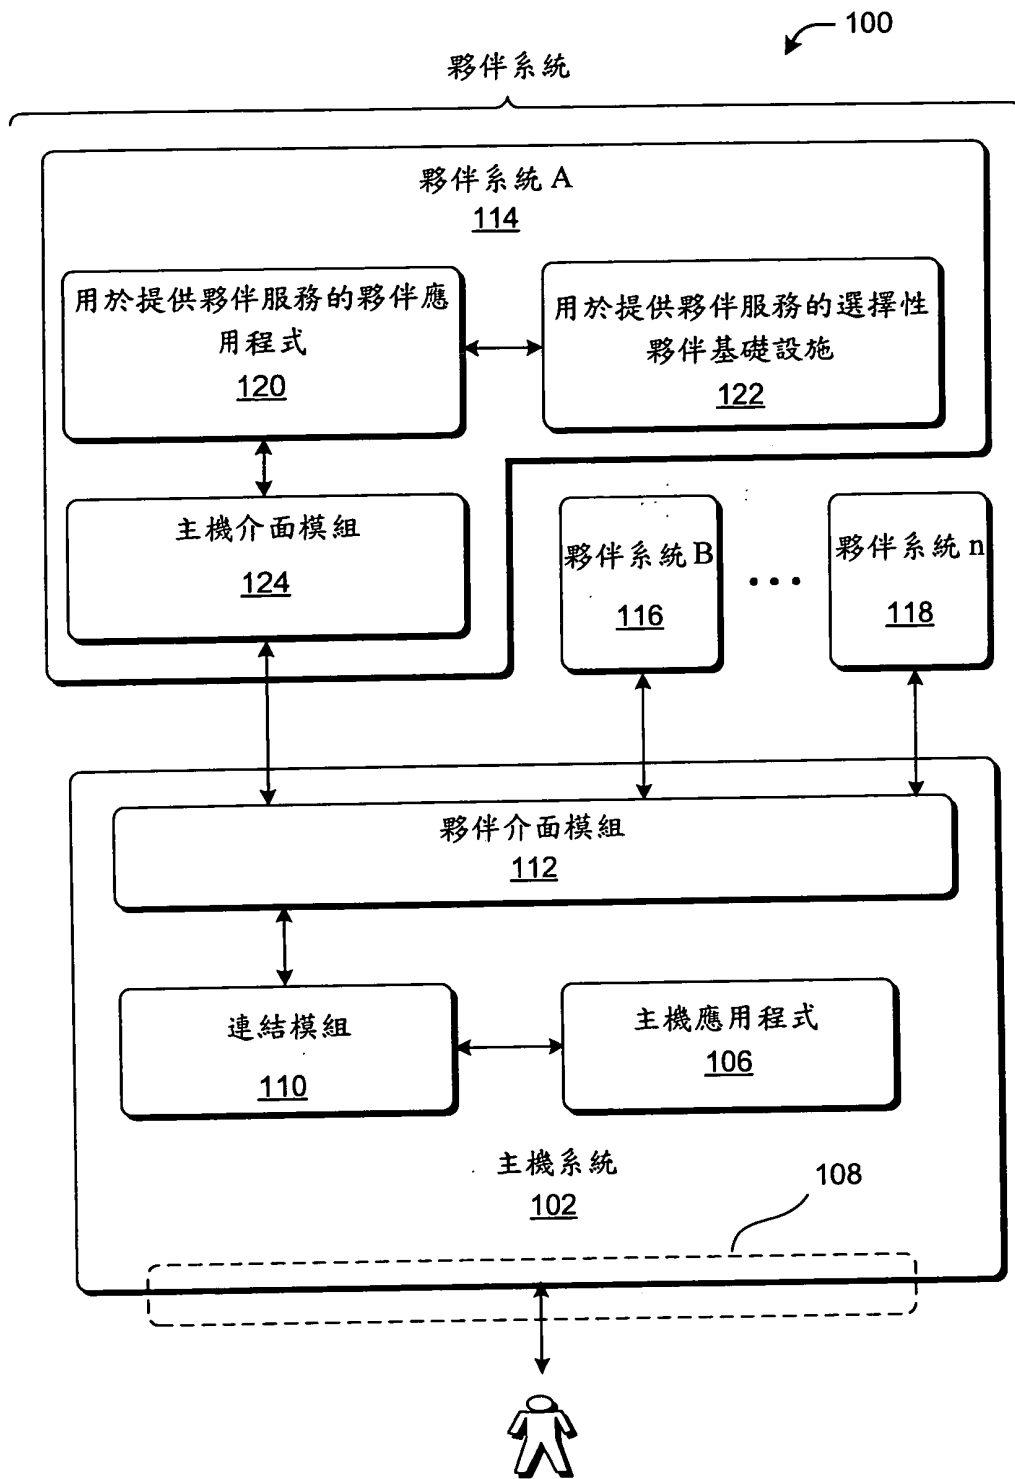 100
夥伴系統
夥伴系統 A
114
用於提供夥伴服務的夥伴應
用程式
120
用於提供夥伴服務的選擇性
夥伴基礎設施
122
主機介面模組
124
夥伴系統 B
116
...
夥伴系統 n
118
夥伴介面模組
112
連結模組
110
主機應用程式
106
主機系統
102
108